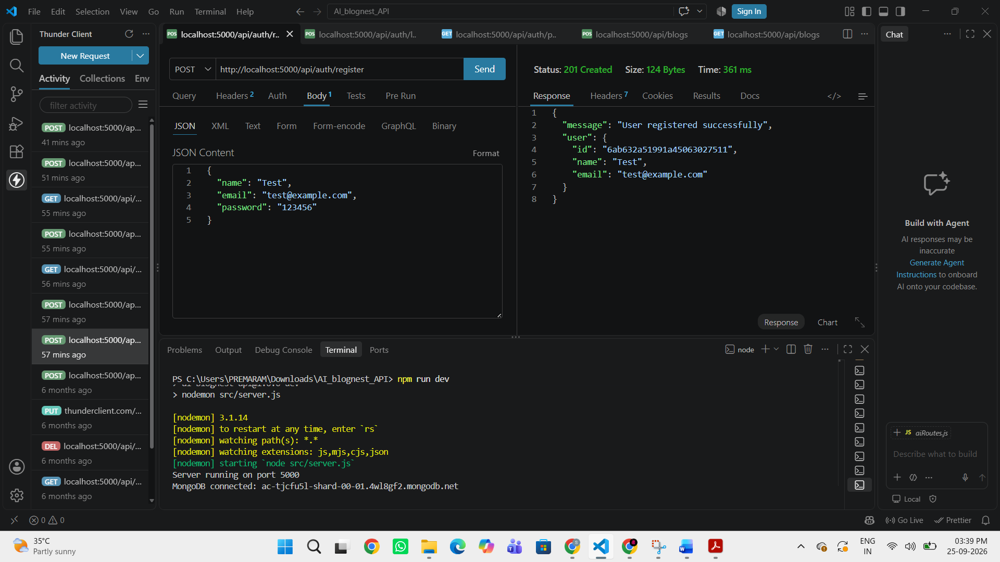 File Edit Selection View Go Run Terminal Help
AI_blognest_API
Sign In
Thunder Client
New Request
Activity Collections Env
filter activity
POST localhost:5000/ap...
41 mins ago
POST localhost:5000/ap...
51 mins ago
GET localhost:5000/api/...
55 mins ago
POST localhost:5000/ap...
55 mins ago
GET localhost:5000/api/...
56 mins ago
POST localhost:5000/ap...
57 mins ago
POST localhost:5000/ap...
57 mins ago
POST localhost:5000/ap...
6 months ago
PUT thunderclient.com/...
6 months ago
DEL localhost:5000/api/...
6 months ago
GET localhost:5000/api/...
6 months ago
POS localhost:5000/api/auth/r..
POS localhost:5000/api/auth/l..
GET localhost:5000/api/auth/p..
POS localhost:5000/api/blogs
GET localhost:5000/api/blogs
POST http://localhost:5000/api/auth/register Send
Query Headers 2 Auth Body 1 Tests Pre Run
JSON XML Text Form Form-encode GraphQL Binary
JSON Content Format
1 {
2 "name": "Test",
3 "email": "test@example.com",
4 "password": "123456"
5 }
Status: 201 Created Size: 124 Bytes Time: 361 ms
Response Headers 7 Cookies Results Docs </>
1 {
2 "message": "User registered successfully",
3 "user": {
4 "id": "6ab632a51991a45063027511",
5 "name": "Test",
6 "email": "test@example.com"
7 }
8 }
Response Chart
Problems Output Debug Console Terminal Ports
node
PS C:\Users\PREMARAM\Downloads\AI_blognest_API> npm run dev
> nodemon src/server.js
[nodemon] 3.1.14
[nodemon] to restart at any time, enter `rs`
[nodemon] watching path(s): *.*
[nodemon] watching extensions: js,mjs,cjs,json
[nodemon] starting `node src/server.js`
Server running on port 5000
MongoDB connected: ac-tjcfu5l-shard-00-01.4wl8gf2.mongodb.net
Chat
Build with Agent
AI responses may be
inaccurate
Generate Agent
Instructions to onboard
AI onto your codebase.
JS aiRoutes.js
Describe what to build
Local
0 0
Go Live Prettier
35°C
Partly sunny
ENG
IN
03:39 PM
25-09-2026